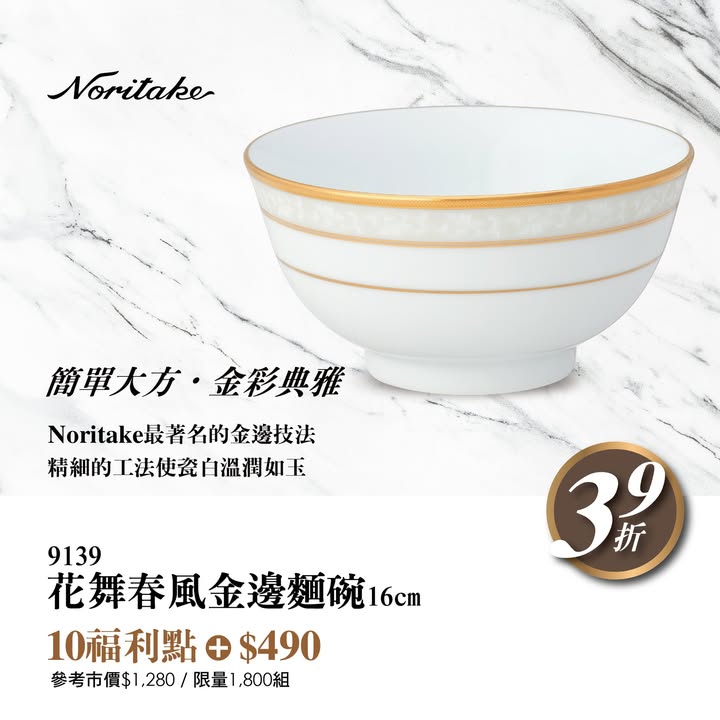 Noritake
簡單大方・金彩典雅
Noritake最著名的金邊技法
精細的工法使瓷白溫潤如玉
39折
9139
花舞春風金邊麵碗16cm
10福利點+$490
參考市價$1,280 / 限量1,800組